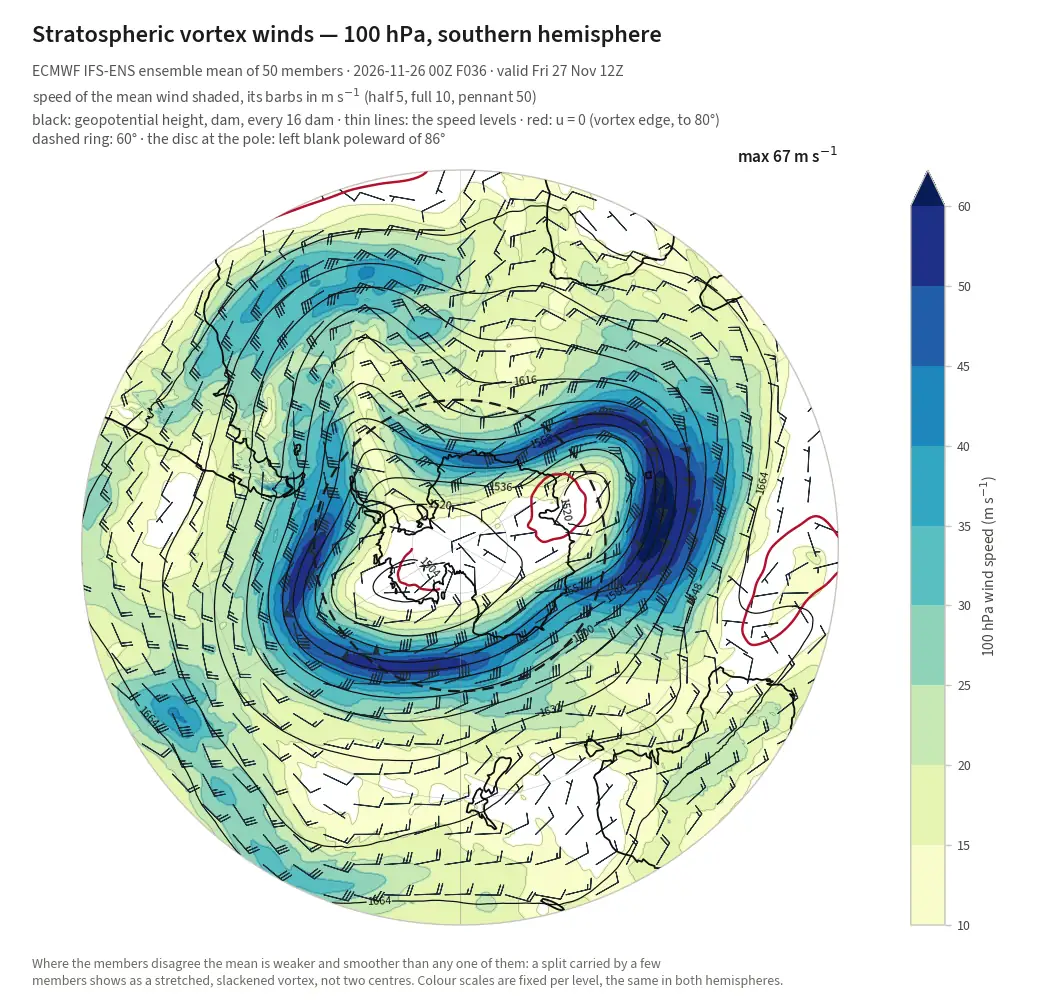 Stratospheric vortex winds — 100 hPa, southern hemisphere
ECMWF IFS-ENS ensemble mean of 50 members · 2026-11-26 00Z F036 · valid Fri 27 Nov 12Z
speed of the mean wind shaded, its barbs in m s⁻¹ (half 5, full 10, pennant 50)
black: geopotential height, dam, every 16 dam · thin lines: the speed levels · red: u = 0 (vortex edge, to 80°)
dashed ring: 60° · the disc at the pole: left blank poleward of 86°
max 67 m s⁻¹
60
50
45
40
35
30
25
20
15
10
100 hPa wind speed (m s⁻¹)
1616
1664
1536
1520
1520
1504
1664
1664
Where the members disagree the mean is weaker and smoother than any one of them: a split carried by a few
members shows as a stretched, slackened vortex, not two centres. Colour scales are fixed per level, the same in both hemispheres.